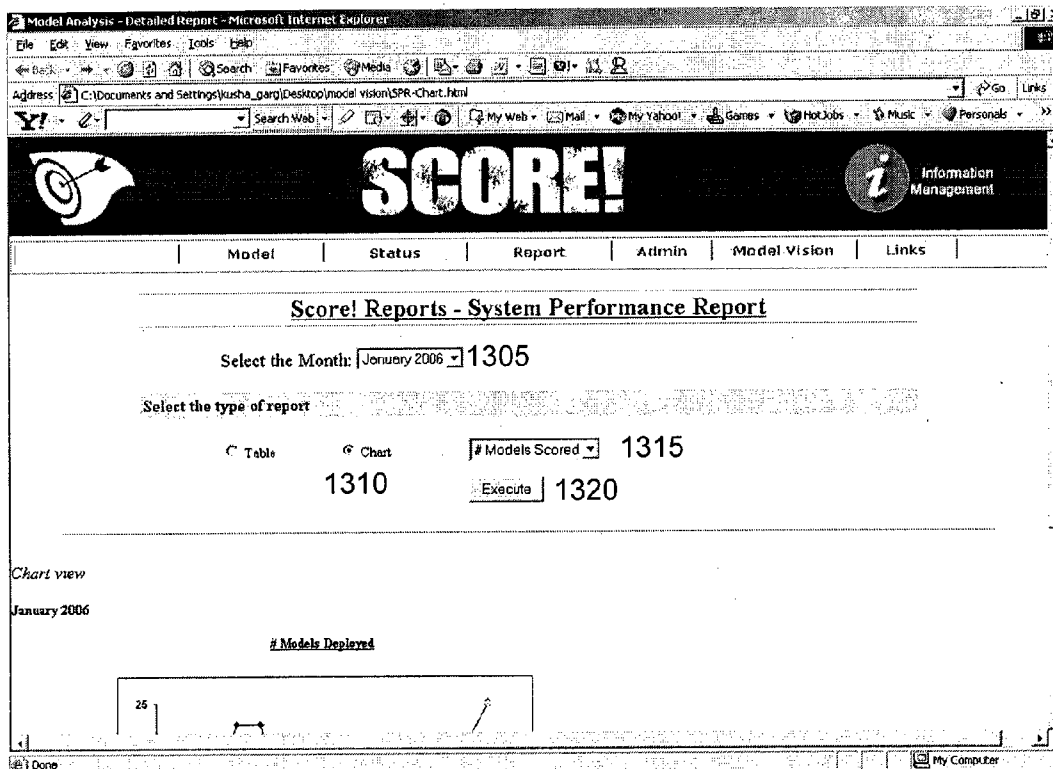 Model Analysis - Detailed Report - Microsoft Internet Explorer
File Edit View Favorites Tools Help
Back Search Favorites Media
Address C:\Documents and Settings\kusha_garg\Desktop\model vision\SPR-Chart.html Go Links
Y! Search Web My Web Mail My Yahoo! Games HotJobs Music Personals »
SCORE!
i Information
Management
Model Status Report Admin Model Vision Links
Score! Reports - System Performance Report
Select the Month: January 2006 1305
Select the type of report
Table Chart # Models Scored 1315
1310 Execute 1320
Chart view
January 2006
# Models Deployed
25
Done My Computer